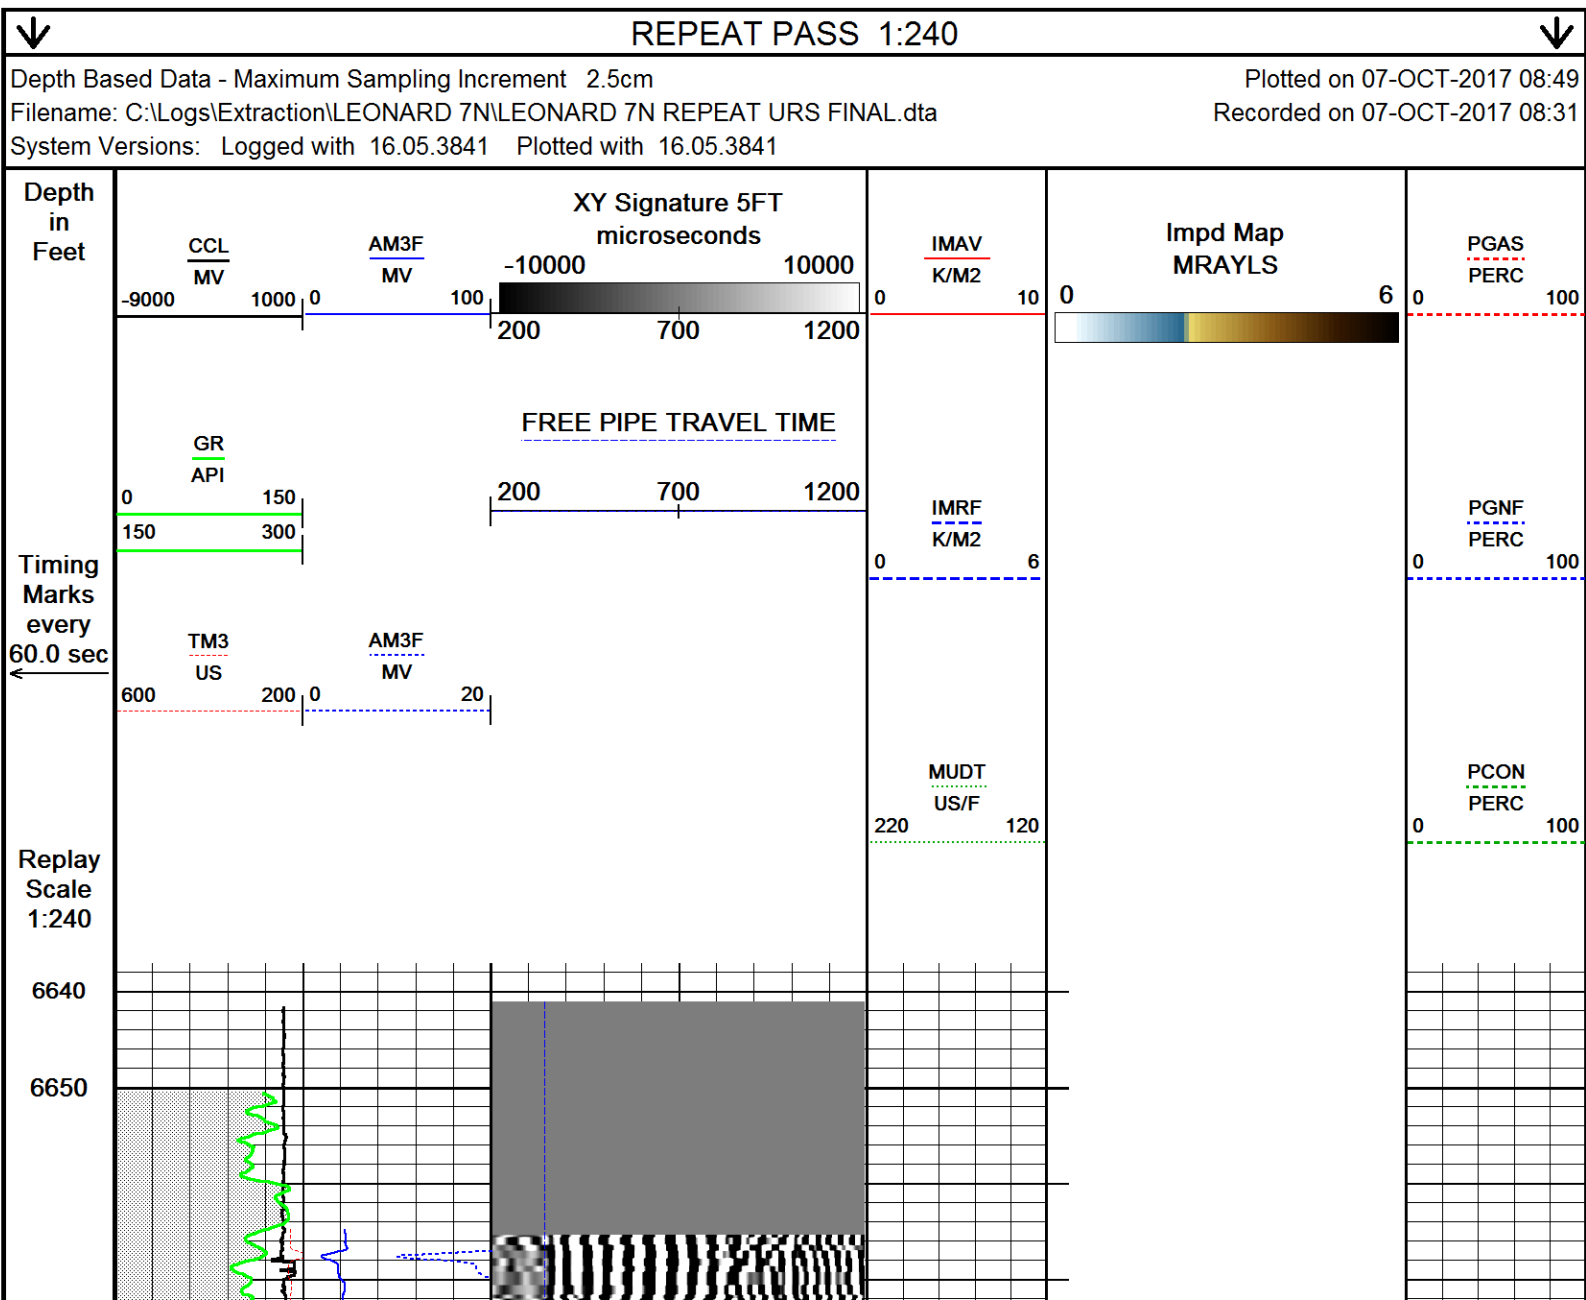 REPEAT PASS 1:240
Depth Based Data - Maximum Sampling Increment 2.5cm
Plotted on 07-OCT-2017 08:49
Filename: C:\Logs\Extraction\LEONARD 7N\LEONARD 7N REPEAT URS FINAL.dta
Recorded on 07-OCT-2017 08:31
System Versions: Logged with 16.05.3841 Plotted with 16.05.3841
Depth
in
Feet
CCL
MV
-9000 1000
GR
API
0 150
150 300
TM3
US
600 200
AM3F
MV
0 100
AM3F
MV
0 20
XY Signature 5FT
microseconds
-10000 10000
200 700 1200
FREE PIPE TRAVEL TIME
200 700 1200
IMAV
K/M2
0 10
IMRF
K/M2
0 6
MUDT
US/F
220 120
Impd Map
MRAYLS
0 6
PGAS
PERC
0 100
PGNF
PERC
0 100
PCON
PERC
0 100
Timing
Marks
every
60.0 sec
Replay
Scale
1:240
6640
6650